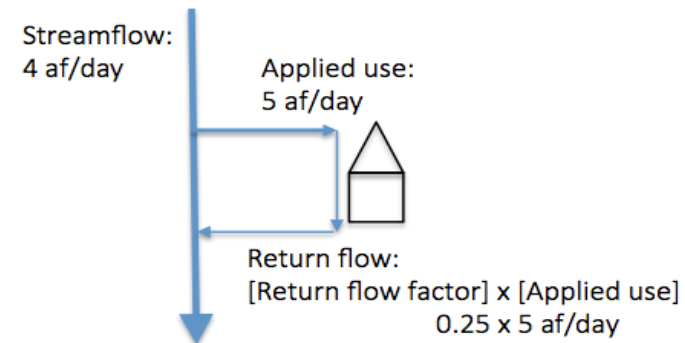 Streamflow:
4 af/day
Applied use:
5 af/day
Return flow:
[Return flow factor] x [Applied use]
0.25 x 5 af/day